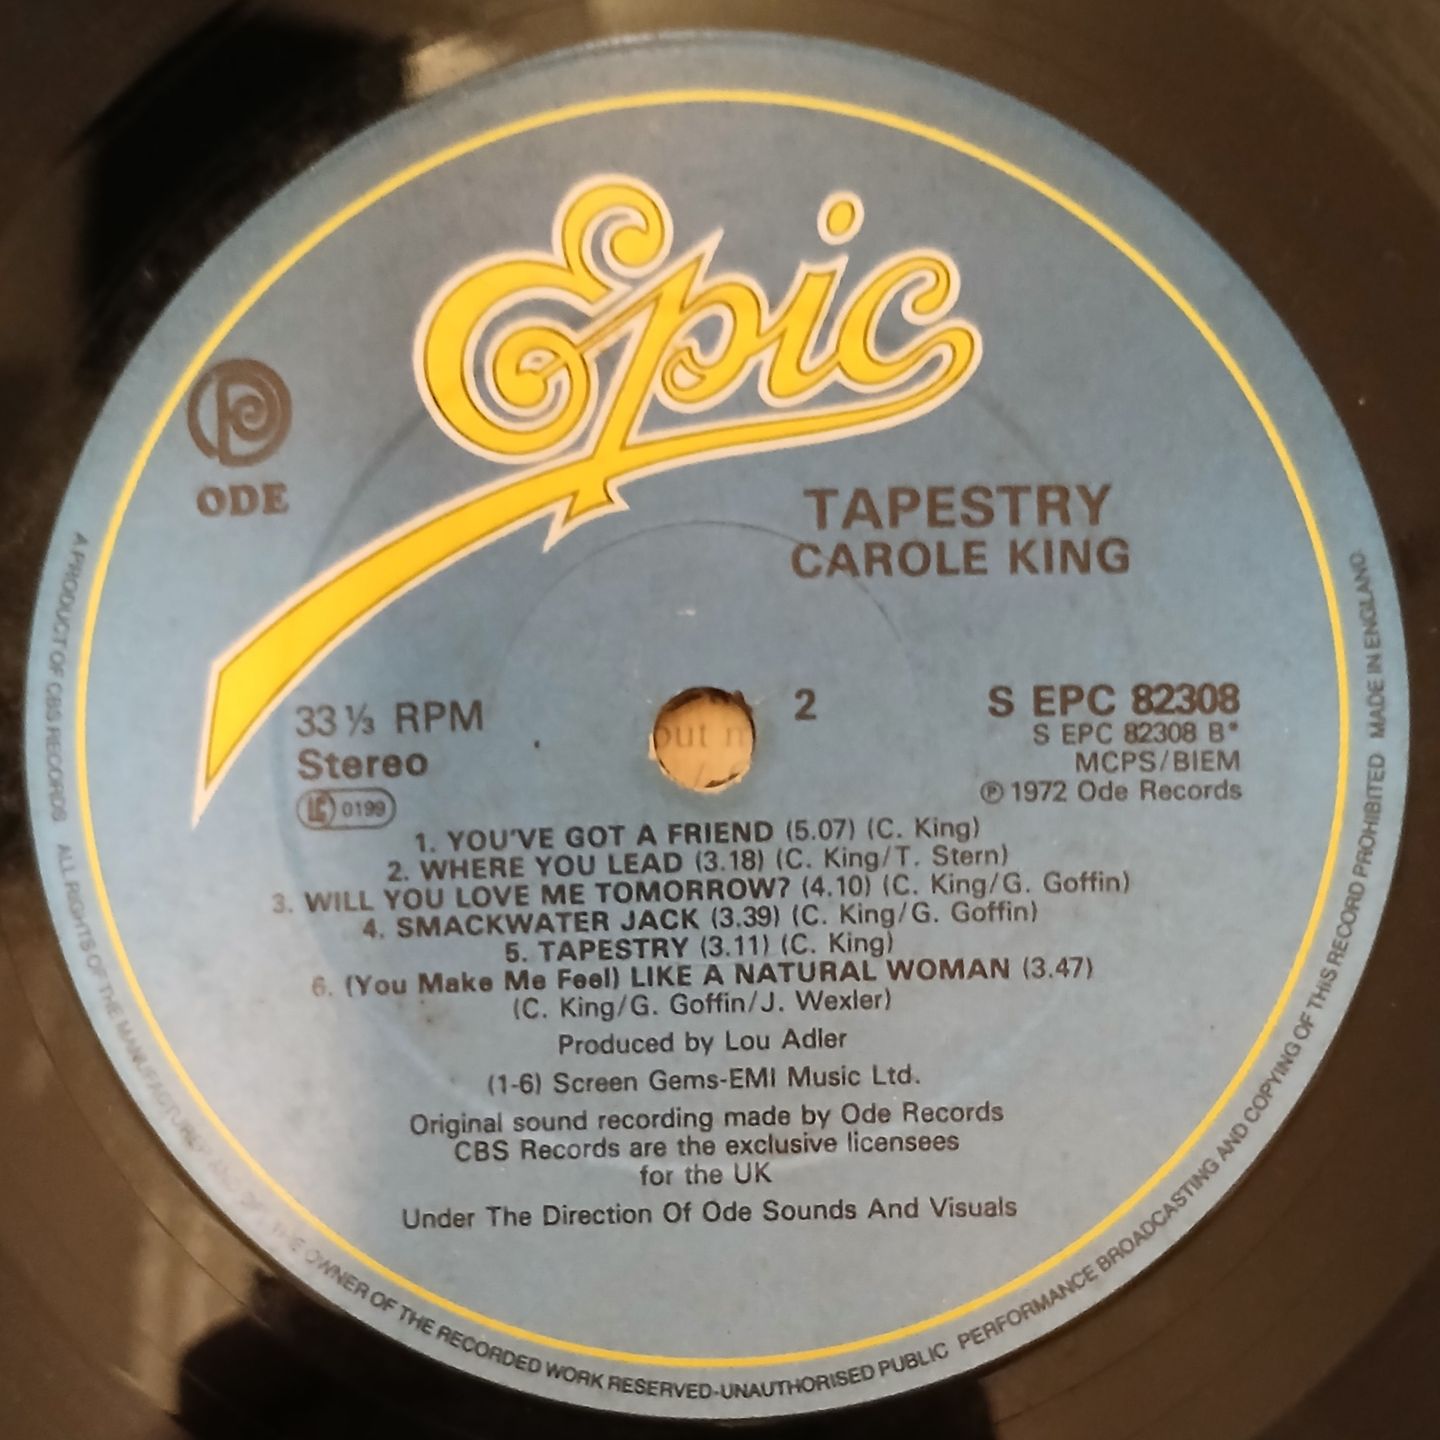 Epic
ODE
TAPESTRY
CAROLE KING
33⅓ RPM
Stereo
LC 0199
2
S EPC 82308
S EPC 82308 B*
MCPS/BIEM
℗ 1972 Ode Records
1. YOU'VE GOT A FRIEND (5.07) (C. King)
2. WHERE YOU LEAD (3.18) (C. King/T. Stern)
3. WILL YOU LOVE ME TOMORROW? (4.10) (C. King/G. Goffin)
4. SMACKWATER JACK (3.39) (C. King/G. Goffin)
5. TAPESTRY (3.11) (C. King)
6. (You Make Me Feel) LIKE A NATURAL WOMAN (3.47)
(C. King/G. Goffin/J. Wexler)
Produced by Lou Adler
(1-6) Screen Gems-EMI Music Ltd.
Original sound recording made by Ode Records
CBS Records are the exclusive licensees
for the UK
Under The Direction Of Ode Sounds And Visuals
A PRODUCT OF CBS RECORDS ALL RIGHTS OF THE MANUFACTURER AND OF THE OWNER OF THE RECORDED WORK RESERVED-UNAUTHORISED PUBLIC PERFORMANCE BROADCASTING AND COPYING OF THIS RECORD PROHIBITED MADE IN ENGLAND.